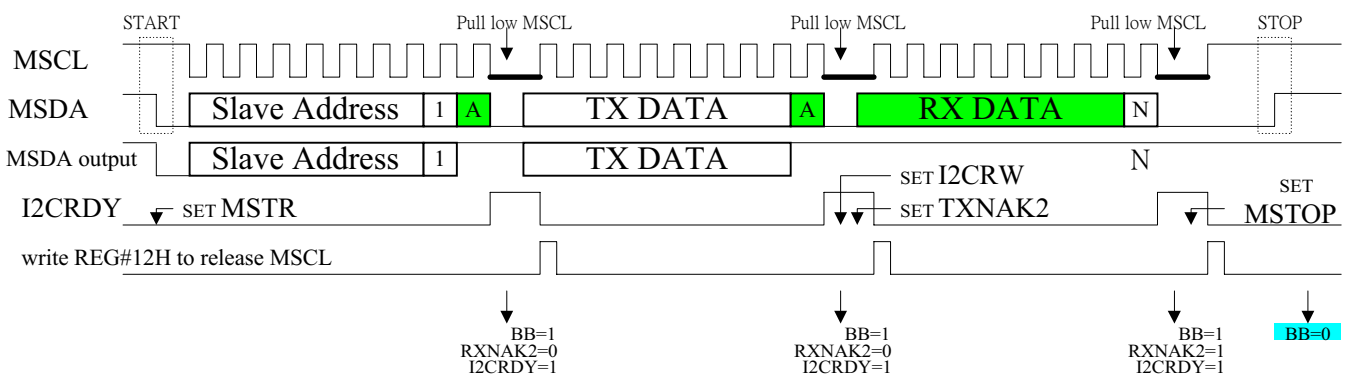 START Pull low MSCL Pull low MSCL Pull low MSCL STOP
MSCL
MSDA Slave Address 1 A TX DATA A RX DATA N
MSDA output Slave Address 1 TX DATA N
SET I2CRW
I2CRDY SET MSTR SET TXNAK2 SET
MSTOP
write REG#12H to release MSCL
BB=1 BB=1 BB=1 BB=0
RXNAK2=0 RXNAK2=0 RXNAK2=1
I2CRDY=1 I2CRDY=1 I2CRDY=1